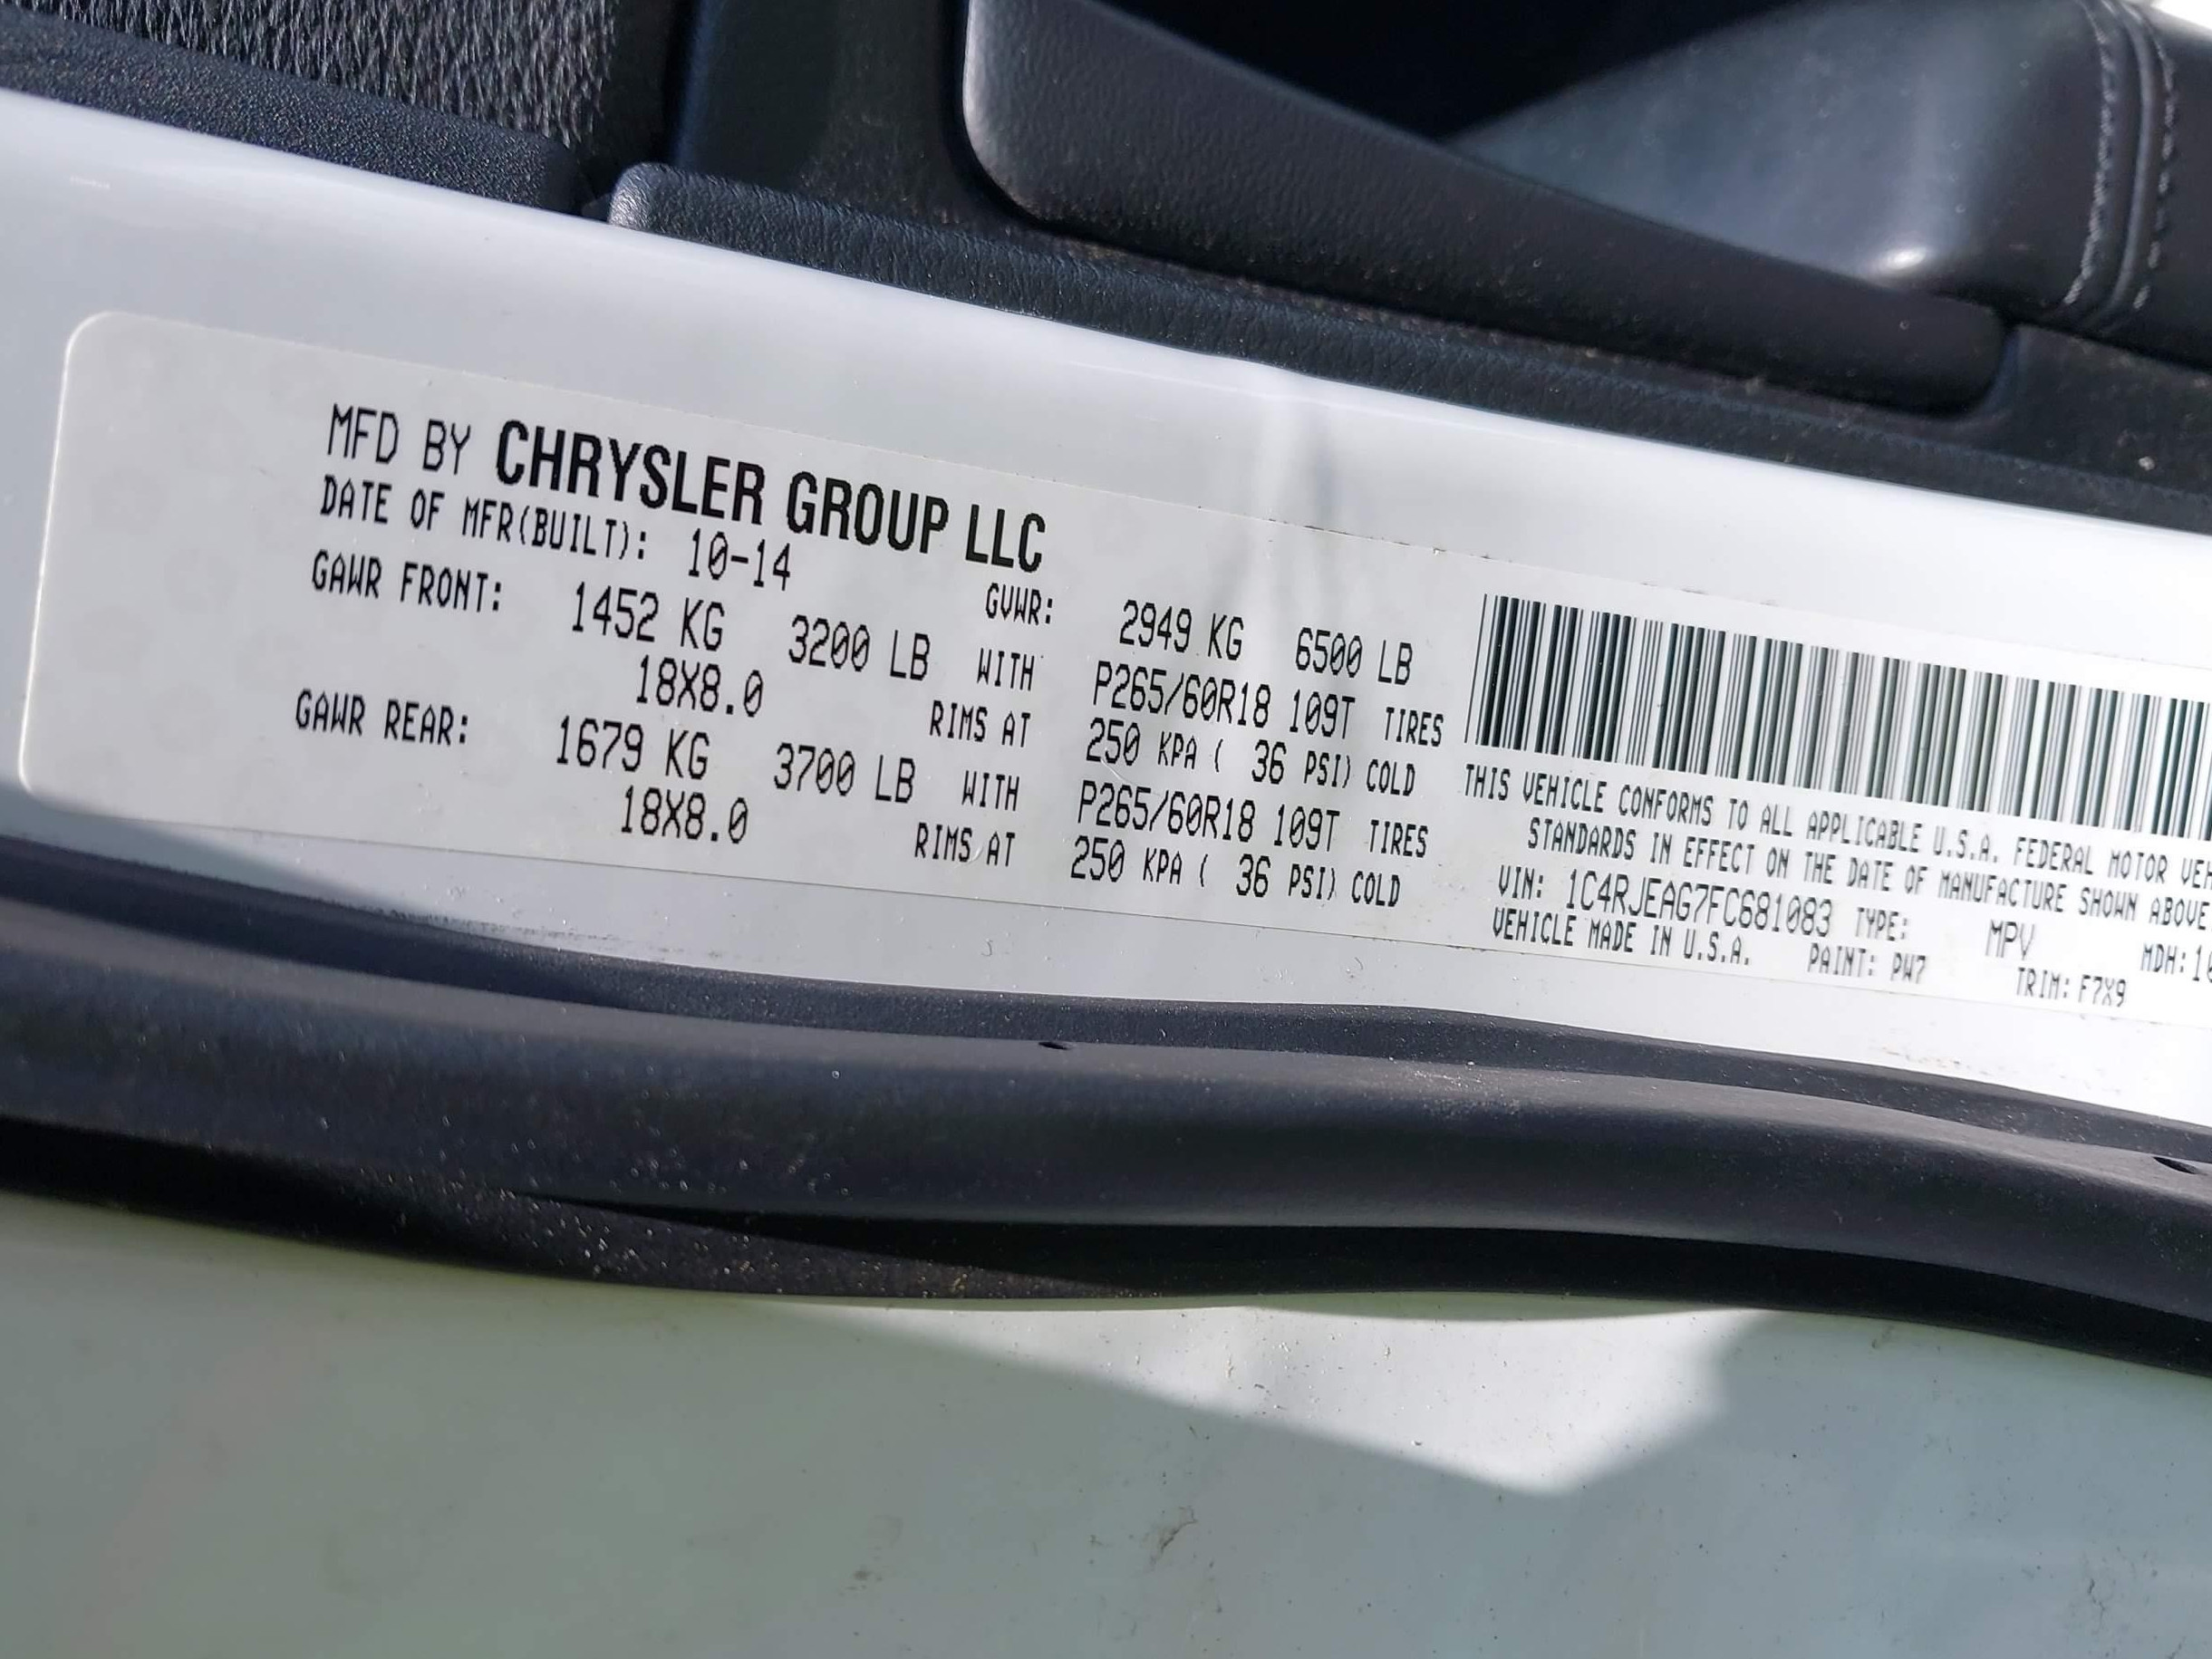 MFD BY CHRYSLER GROUP LLC
DATE OF MFR(BUILT): 10-14 GVWR: 2949 KG 6500 LB
GAWR FRONT: 1452 KG 3200 LB WITH P265/60R18 109T TIRES
18X8.0 RIMS AT 250 KPA ( 36 PSI) COLD
GAWR REAR: 1679 KG 3700 LB WITH P265/60R18 109T TIRES
18X8.0 RIMS AT 250 KPA ( 36 PSI) COLD
THIS VEHICLE CONFORMS TO ALL APPLICABLE U.S.A. FEDERAL MOTOR VEH
STANDARDS IN EFFECT ON THE DATE OF MANUFACTURE SHOWN ABOVE
VIN: 1C4RJEAG7FC681083 TYPE: MPV MDH: 10
VEHICLE MADE IN U.S.A. PAINT: PW7 TRIM: F7X9